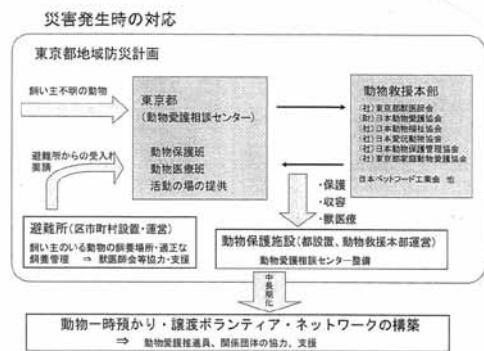 災害発生時の対応
東京都地域防災計画
飼い主不明の動物
避難所からの受入れ
要請
東京都
(動物愛護相談センター)
動物保護班
動物医療班
活動の場の提供
動物救援本部
(社)東京都獣医師会
(財)日本動物愛護協会
(社)日本動物福祉協会
(社)日本愛玩動物協会
(社)日本動物保護管理協会
(社)東京都家庭動物愛護協会
日本ペットフード工業会 他
・保護
・収容
・獣医療
避難所(区市町村設置・運営)
飼い主のいる動物の飼養場所・適正な
飼養管理 ⇒ 獣医師会等協力・支援
動物保護施設(都設置、動物救援本部運営)
動物愛護相談センター整備
中長期化
動物一時預かり・譲渡ボランティア・ネットワークの構築
⇒ 動物愛護推進員、関係団体の協力、支援